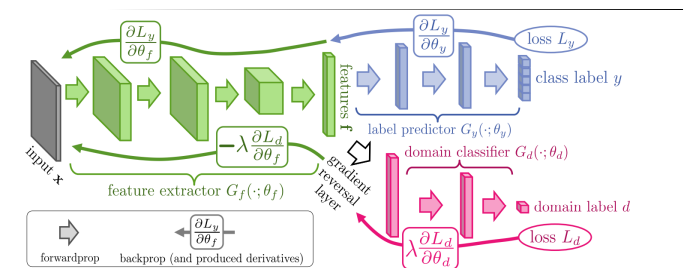 ∂L_y/∂θ_f
∂L_y/∂θ_y
loss L_y
features f
class label y
label predictor G_y(·; θ_y)
−λ ∂L_d/∂θ_f
input x
feature extractor G_f(·; θ_f)
gradient
reversal
layer
domain classifier G_d(·; θ_d)
domain label d
λ ∂L_d/∂θ_d
loss L_d
forwardprop
∂L_y/∂θ_f
backprop (and produced derivatives)